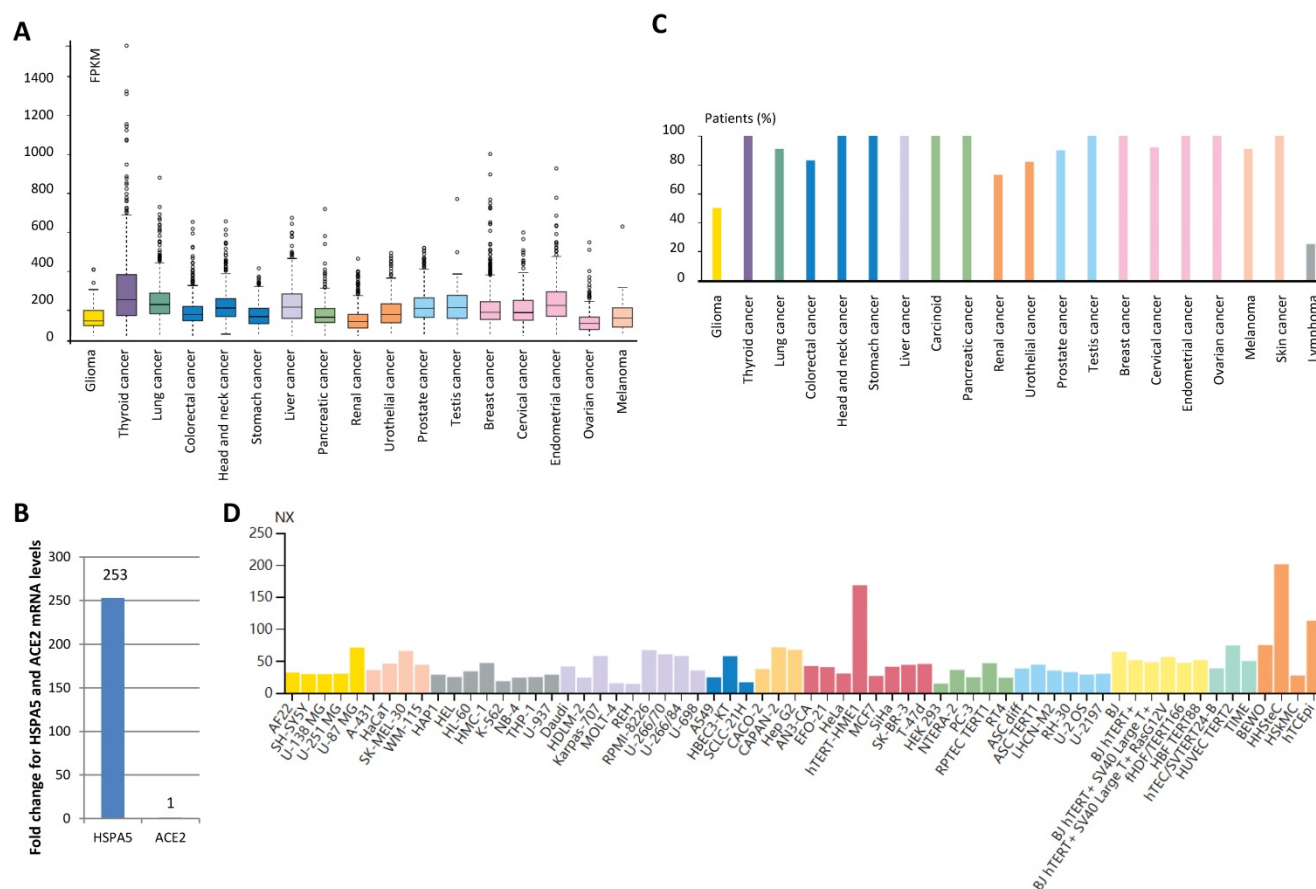 A
FPKM
1400
1200
1000
800
600
400
200
0
Glioma
Thyroid cancer
Lung cancer
Colorectal cancer
Head and neck cancer
Stomach cancer
Liver cancer
Pancreatic cancer
Renal cancer
Urothelial cancer
Prostate cancer
Testis cancer
Breast cancer
Cervical cancer
Endometrial cancer
Ovarian cancer
Melanoma
C
Patients (%)
100
80
60
40
20
0
Glioma
Thyroid cancer
Lung cancer
Colorectal cancer
Head and neck cancer
Stomach cancer
Liver cancer
Carcinoid
Pancreatic cancer
Renal cancer
Urothelial cancer
Prostate cancer
Testis cancer
Breast cancer
Cervical cancer
Endometrial cancer
Ovarian cancer
Melanoma
Skin cancer
Lymphoma
B
Fold change for HSPA5 and ACE2 mRNA levels
300
250
200
150
100
50
0
253
1
HSPA5
ACE2
D
NX
250
200
150
100
50
0
AF22
SH-SY5Y
U-138 MG
U-251 MG
U-87 MG
A-431
HaCaT
SK-MEL-30
WM-115
HAP1
HEL
HL-60
HMC-1
K-562
NB-4
THP-1
U-937
Daudi
HDLM-2
Karpas-707
MOLT-4
REH
RPMI-8226
U-266/70
U-266/84
U-698
A549
HBEC3-KT
SCLC-21H
CACO-2
CAPAN-2
Hep G2
AN3-CA
EFO-21
HeLa
hTERT-HME1
MCF7
SiHa
SK-BR-3
T-47d
HEK 293
NTERA-2
PC-3
RPTEC TERT1
RT4
ASC diff
ASC TERT1
LHCN-M2
RH-30
U-2 OS
U-2197
BJ
BJ hTERT+
BJ hTERT+ SV40 Large T+
BJ hTERT+ SV40 Large T+ RasG12V
fHDF/TERT166
HBF TERT88
hTEC/SVTERT24-B
HUVEC TERT2
TIME
BEWO
HHSteC
HSkMC
hTCEpi